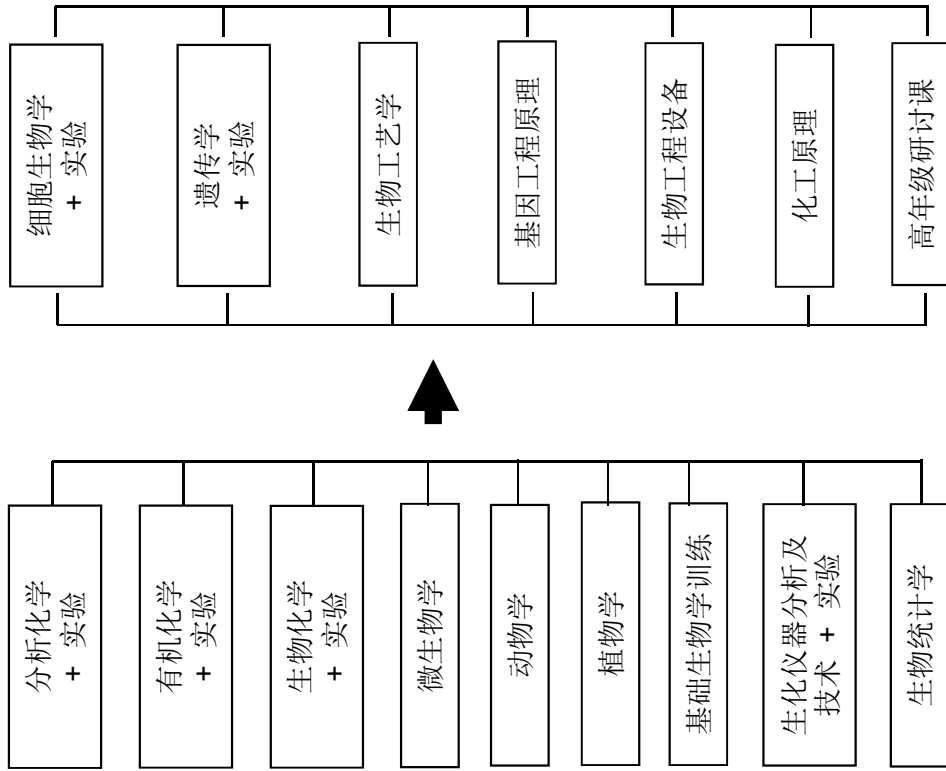 细胞生物学
+ 实验
遗传学
+ 实验
生物工艺学
基因工程原理
生物工程设备
化工原理
高年级研讨课
分析化学
+ 实验
有机化学
+ 实验
生物化学
+ 实验
微生物学
动物学
植物学
基础生物学训练
生化仪器分析及
技术 + 实验
生物统计学